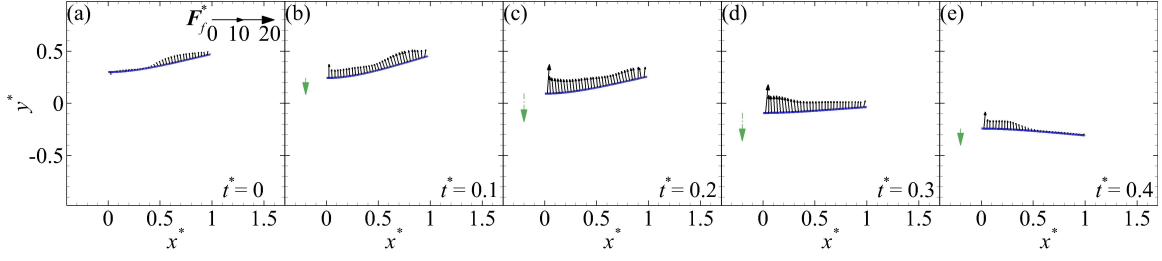 (a) F_f^* 0 10 20 (b) (c) (d) (e)
0.5
0
-0.5
y^*
t^* = 0 t^* = 0.1 t^* = 0.2 t^* = 0.3 t^* = 0.4
0 0.5 1 1.5 0 0.5 1 1.5 0 0.5 1 1.5 0 0.5 1 1.5 0 0.5 1 1.5
x^* x^* x^* x^* x^*